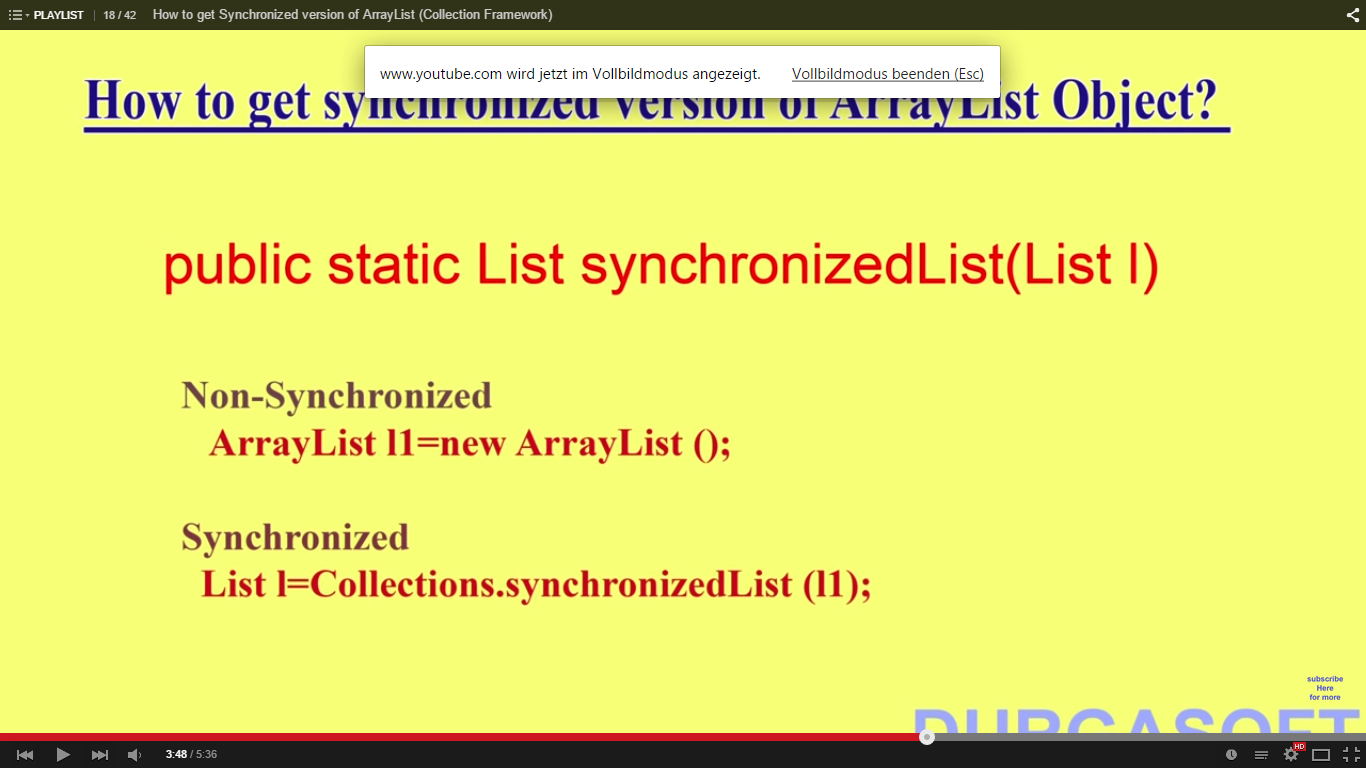 PLAYLIST | 18 / 42 How to get Synchronized version of ArrayList (Collection Framework)
www.youtube.com wird jetzt im Vollbildmodus angezeigt. Vollbildmodus beenden (Esc)
How to get synchronized version of ArrayList Object?
public static List synchronizedList(List l)
Non-Synchronized
ArrayList l1=new ArrayList ();
Synchronized
List l=Collections.synchronizedList (l1);
subscribe
Here
for more
DURGASOFT
HD
3:48 / 5:36